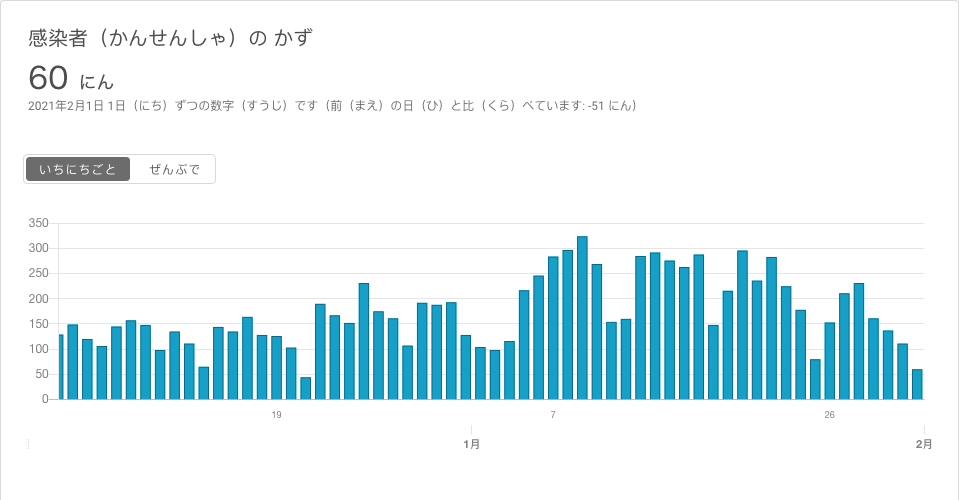 感染者（かんせんしゃ）の かず
60 にん
2021年2月1日 1日（にち）ずつの数字（すうじ）です（前（まえ）の日（ひ）と比（くら）べています: -51 にん）
いちにちごと ぜんぶで
350
300
250
200
150
100
50
0
19 7 26
1月 2月